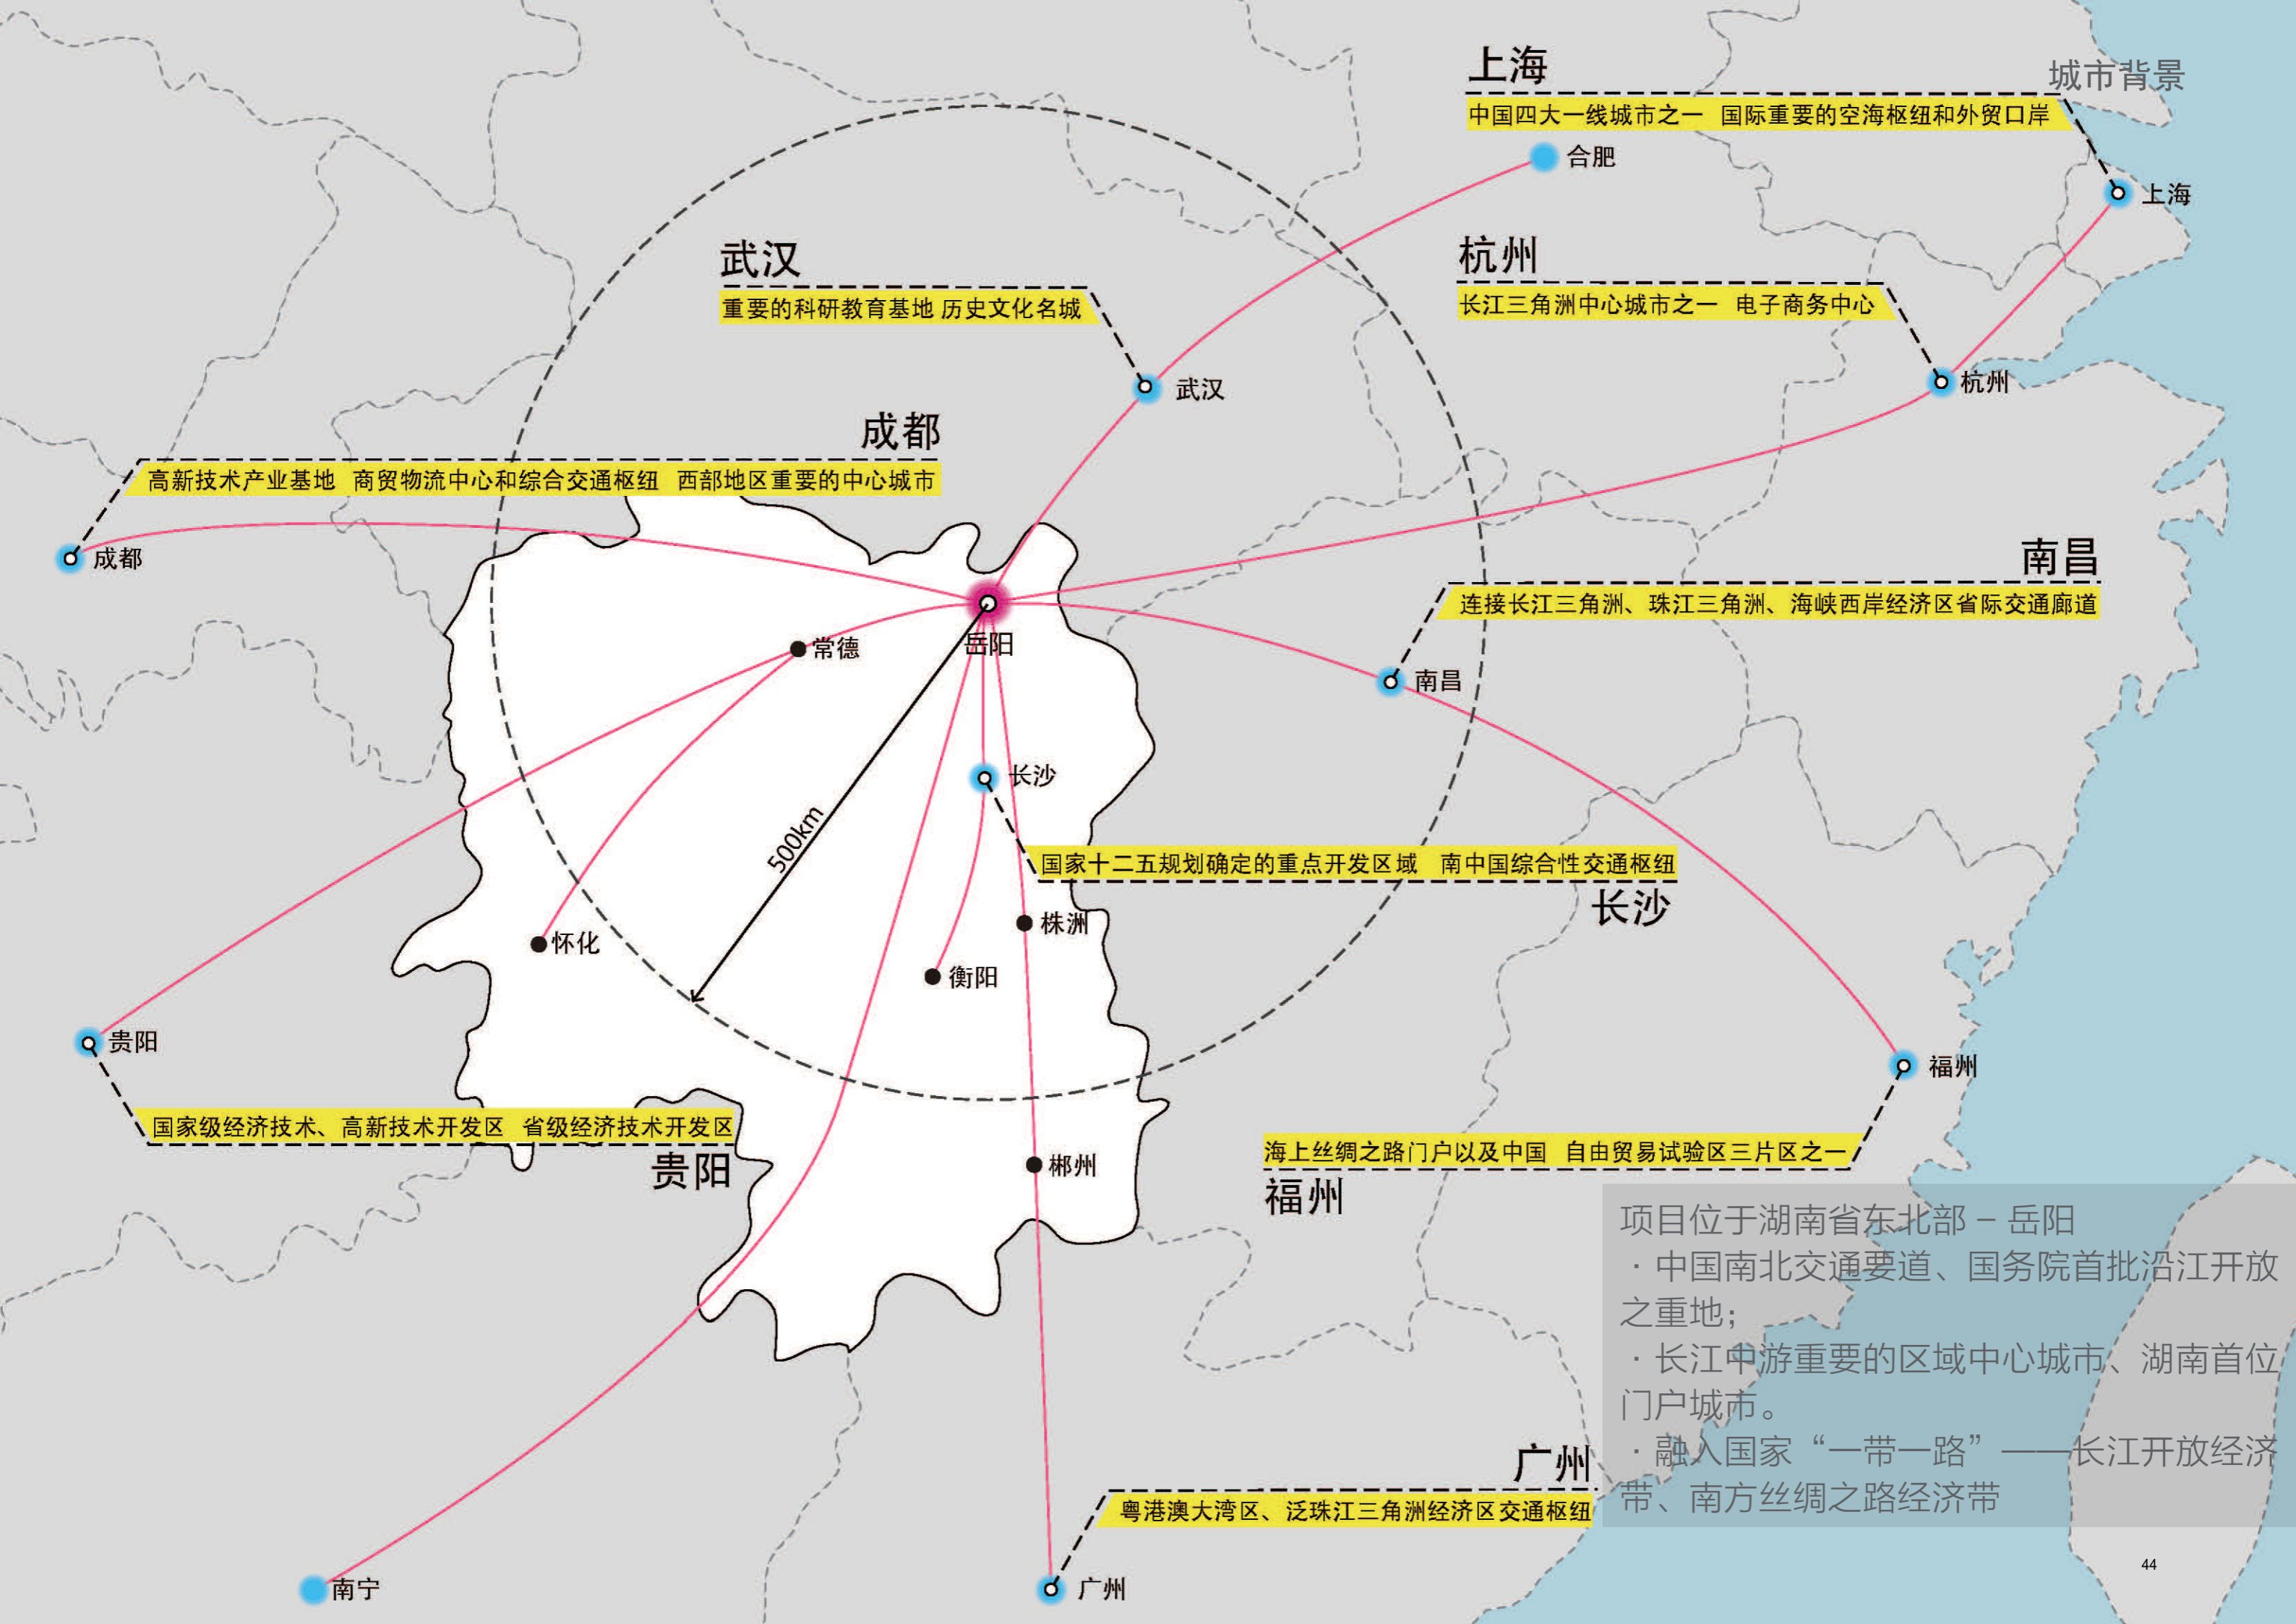 城市背景
上海
中国四大一线城市之一 国际重要的空海枢纽和外贸口岸
合肥
上海
武汉
重要的科研教育基地 历史文化名城
杭州
长江三角洲中心城市之一 电子商务中心
武汉
杭州
成都
高新技术产业基地 商贸物流中心和综合交通枢纽 西部地区重要的中心城市
成都
南昌
连接长江三角洲、珠江三角洲、海峡西岸经济区省际交通廊道
岳阳
常德
南昌
长沙
500km
国家十二五规划确定的重点开发区域 南中国综合性交通枢纽
长沙
株洲
怀化
衡阳
贵阳
福州
国家级经济技术、高新技术开发区 省级经济技术开发区
贵阳
海上丝绸之路门户以及中国 自由贸易试验区三片区之一
福州
郴州
项目位于湖南省东北部 – 岳阳
· 中国南北交通要道、国务院首批沿江开放
之重地；
· 长江中游重要的区域中心城市、湖南首位
门户城市。
· 融入国家“一带一路”——长江开放经济
带、南方丝绸之路经济带
广州
粤港澳大湾区、泛珠江三角洲经济区交通枢纽
南宁
广州
44